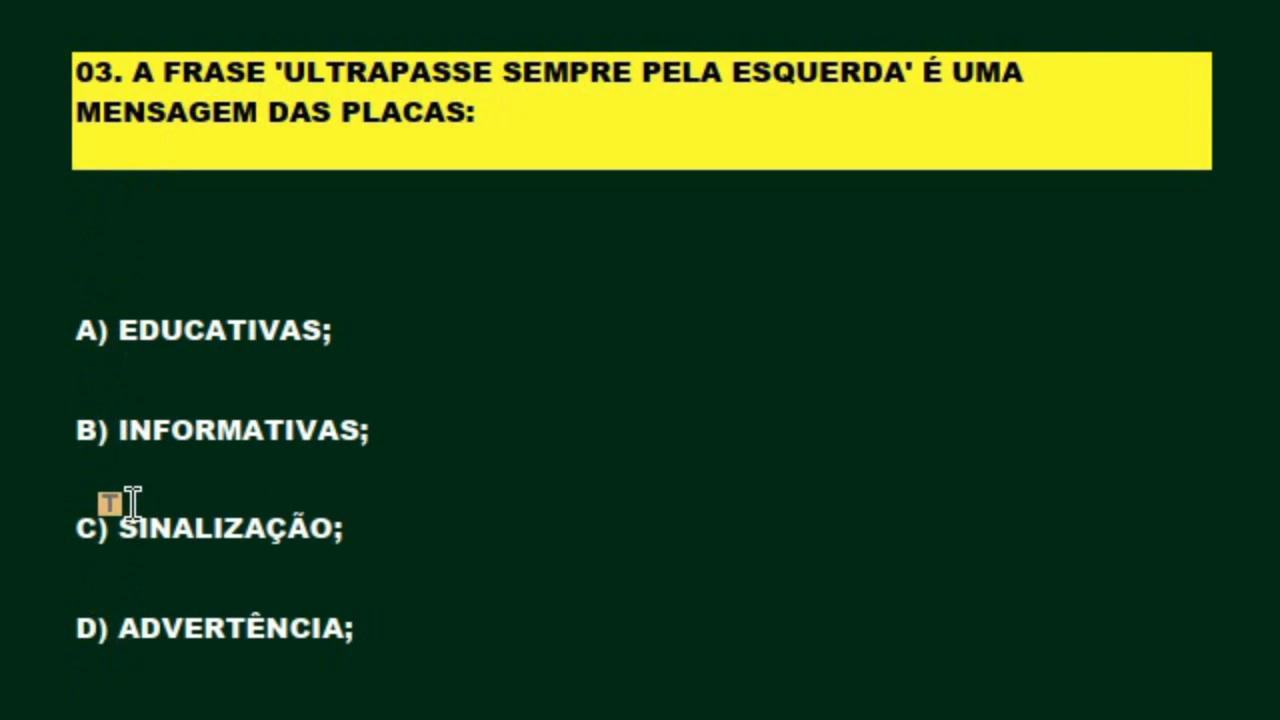 03. A FRASE 'ULTRAPASSE SEMPRE PELA ESQUERDA' É UMA
MENSAGEM DAS PLACAS:
A) EDUCATIVAS;
B) INFORMATIVAS;
T
C) SINALIZAÇÃO;
D) ADVERTÊNCIA;